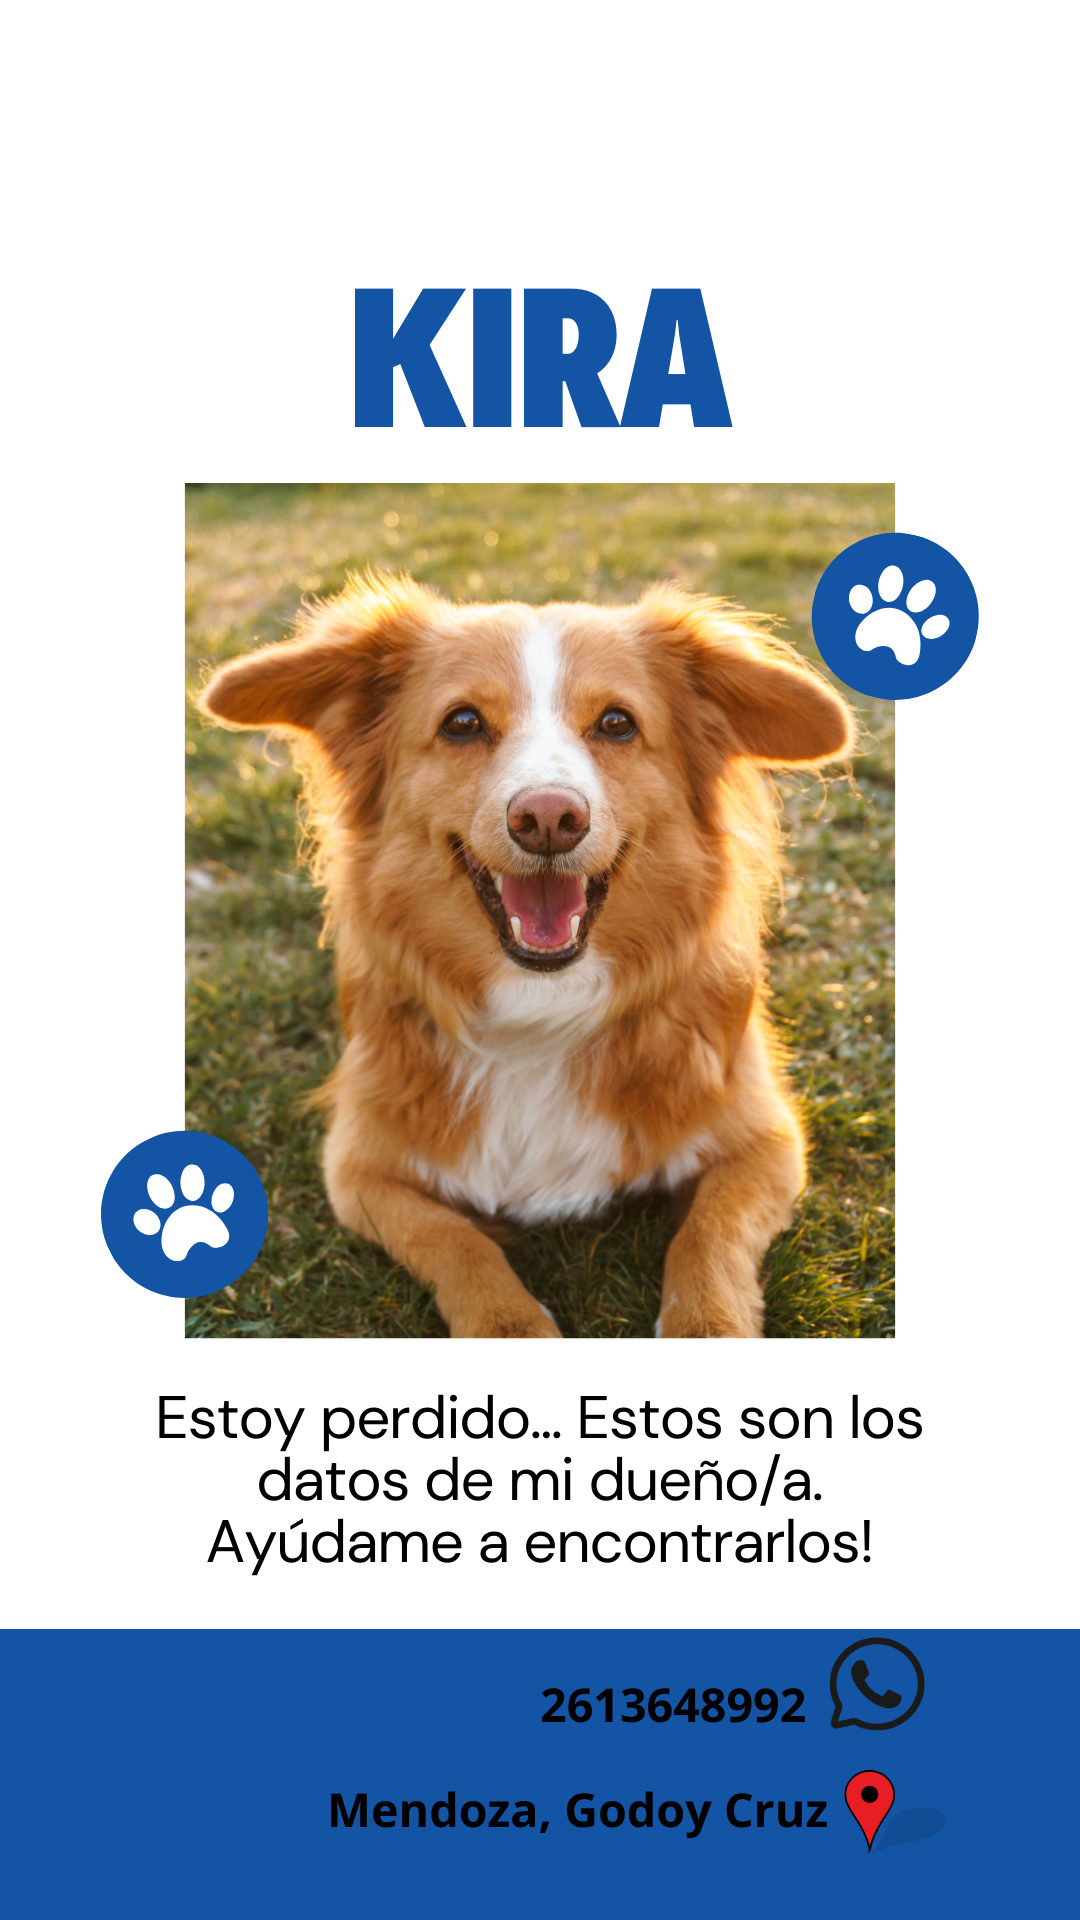 KIRA
Estoy perdido... Estos son los
datos de mi dueño/a.
Ayúdame a encontrarlos!
2613648992
Mendoza, Godoy Cruz